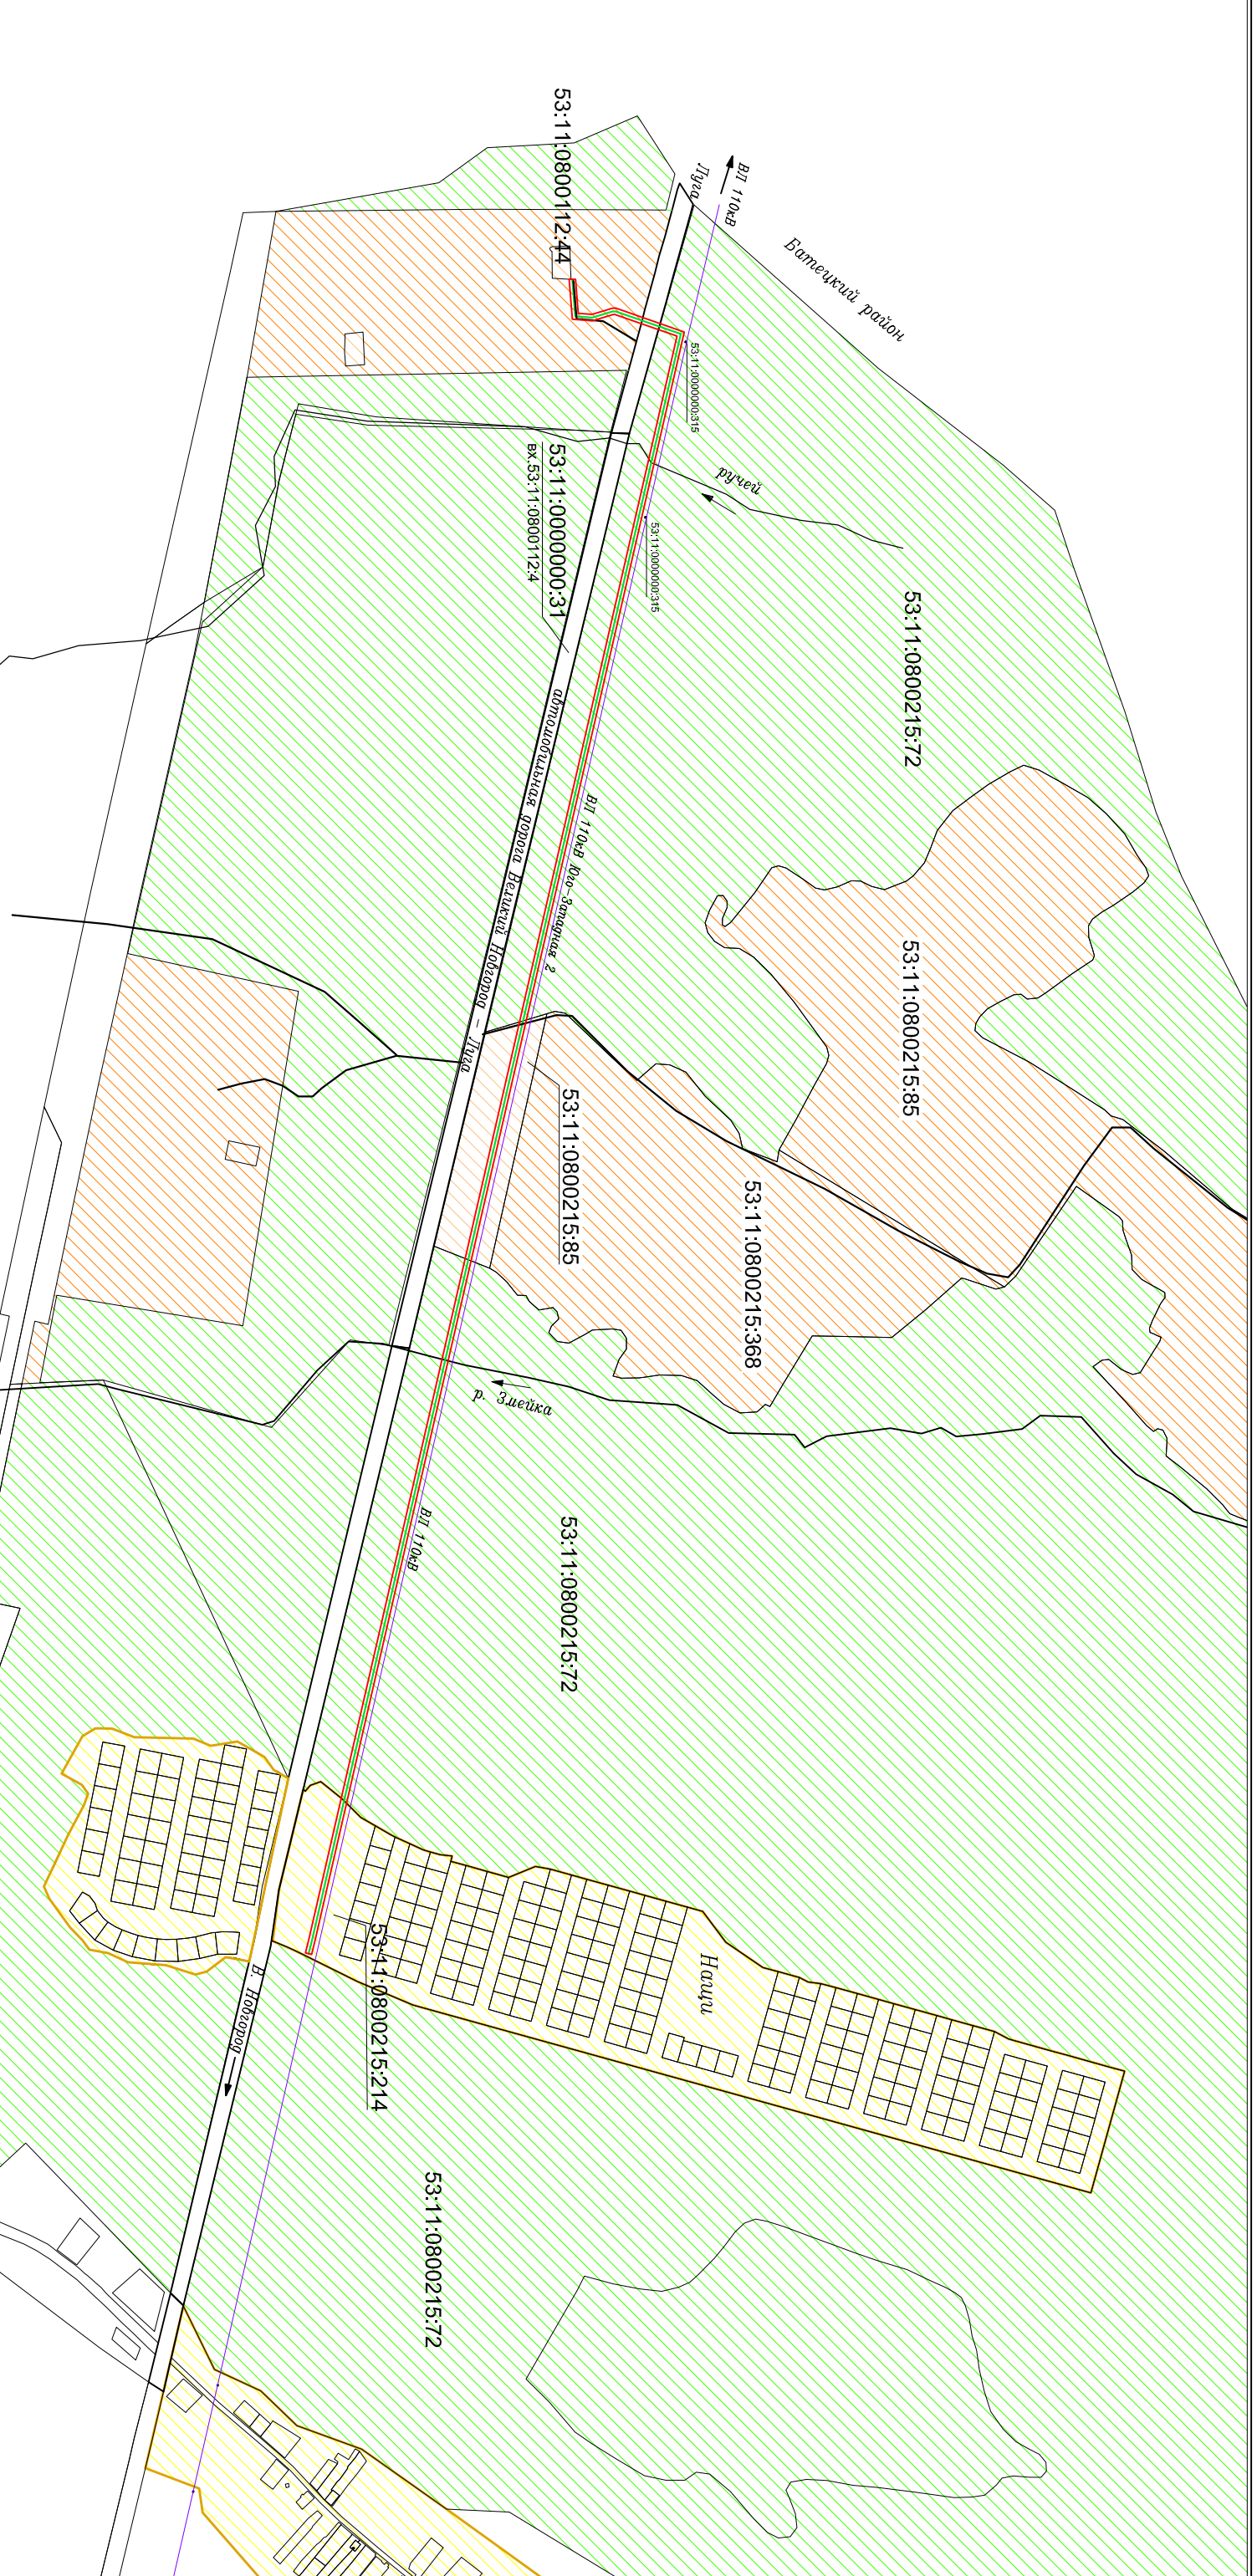 53:11:0800112:44
Луга
ВЛ 110кВ
Батецкий район
53:11:0000000:315
ручей
53:11:0000000:31
вх.53:11:0800112:4
53:11:0000000:315
53:11:0800215:72
автомобильная дорога Великий Новгород – Луга
ВЛ 110кВ Юго-Западная 2
53:11:0800215:85
53:11:0800215:85
53:11:0800215:368
р. Змейка
ВЛ 110кВ
53:11:0800215:72
53:11:0800215:214
Нащи
В. Новгород
53:11:0800215:72